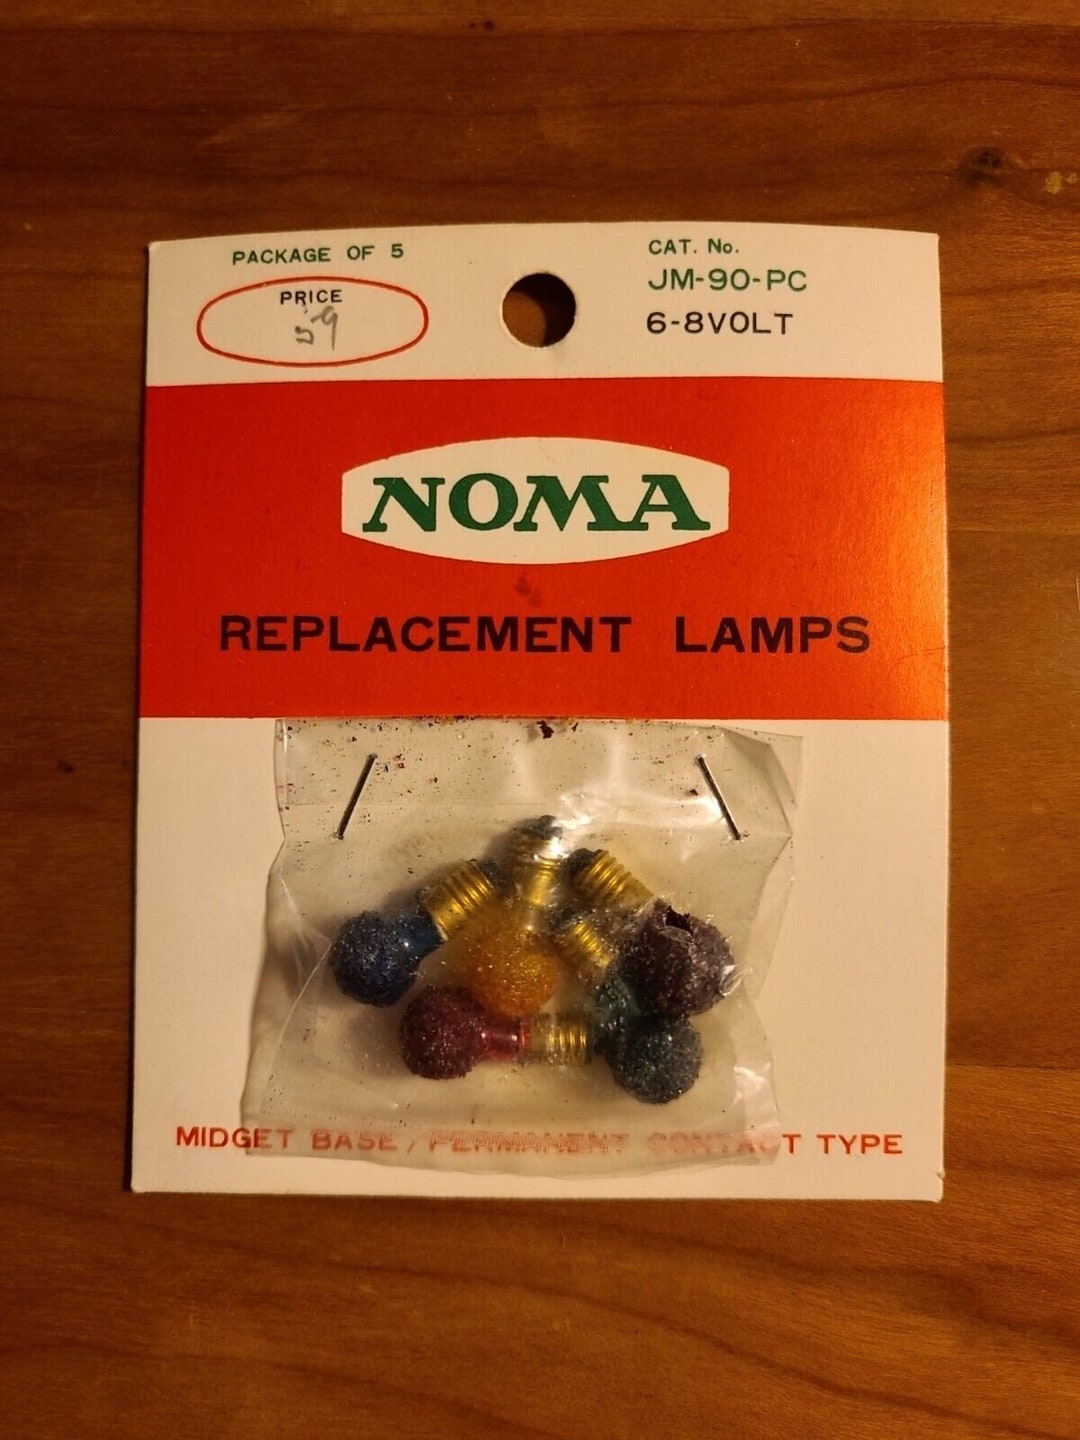 PACKAGE OF 5
PRICE
59
CAT. No.
JM-90-PC
6-8VOLT
NOMA
REPLACEMENT LAMPS
MIDGET BASE / PERMANENT CONTACT TYPE